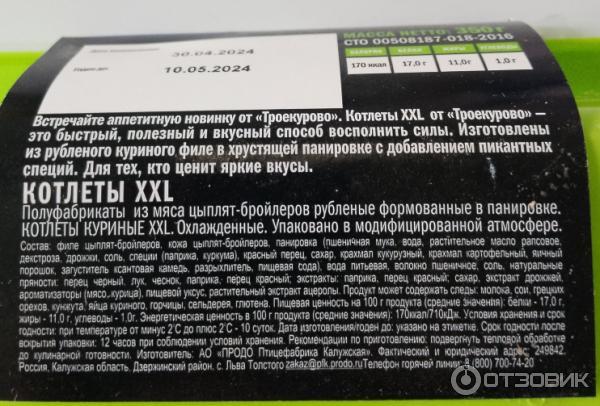 МАССА НЕТТО: 350 г
СТО 00508187-018-2016
КАЛОРИИ БЕЛКИ ЖИРЫ УГЛЕВОДЫ
170 ккал 17,0 г 11,0 г 1,0 г
30.04.2024
Годен до: 10.05.2024
Встречайте аппетитную новинку от «Троекурово». Котлеты XXL от «Троекурово» –
это быстрый, полезный и вкусный способ восполнить силы. Изготовлены
из рубленого куриного филе в хрустящей панировке с добавлением пикантных
специй. Для тех, кто ценит яркие вкусы.
КОТЛЕТЫ XXL
Полуфабрикаты из мяса цыплят-бройлеров рубленые формованные в панировке.
КОТЛЕТЫ КУРИНЫЕ XXL. Охлажденные. Упаковано в модифицированной атмосфере.
Состав: филе цыплят-бройлеров, кожа цыплят-бройлеров, панировка (пшеничная мука, вода, растительное масло рапсовое,
декстроза, дрожжи, соль, специи (паприка, куркума), красный перец, сахар, крахмал кукурузный, крахмал картофельный, яичный
порошок, загуститель (ксантановая камедь, разрыхлитель, пищевая сода), вода питьевая, волокно пшеничное, соль, натуральные
пряности: перец черный, лук, чеснок, паприка, перец красный; экстракты: паприка, перец красный; сахар, экстракт дрожжей,
ароматизаторы (мясо, курица), пищевой уксус, растительный экстракт ацеролы. Продукт может содержать следы: молока, сои, грецких
орехов, кунжута, яйца куриного, горчицы, сельдерея, глютена. Пищевая ценность на 100 г продукта (средние значения): белки - 17,0 г,
жиры - 11,0 г, углеводы - 1.0г. Энергетическая ценность в 100 г продукта (средние значения): 170ккал/710кДж. Условия хранения и срок
годности: при температуре от минус 2˚С до плюс 2˚С - 10 суток. Дата изготовления/годен до: указано на этикетке. Срок годности после
вскрытия упаковки: 12 часов при соблюдении условий хранения. Рекомендации по приготовлению: подвергнуть тепловой обработке
до кулинарной готовности. Изготовитель: АО «ПРОДО Птицефабрика Калужская». Фактический и юридический адрес: 249842,
Россия, Калужская область, Дзержинский район, с. Льва Толстого zakaz@plk.prodo.ru Телефон горячей линии: 8 (800) 700-74-20
ОТЗОВИК